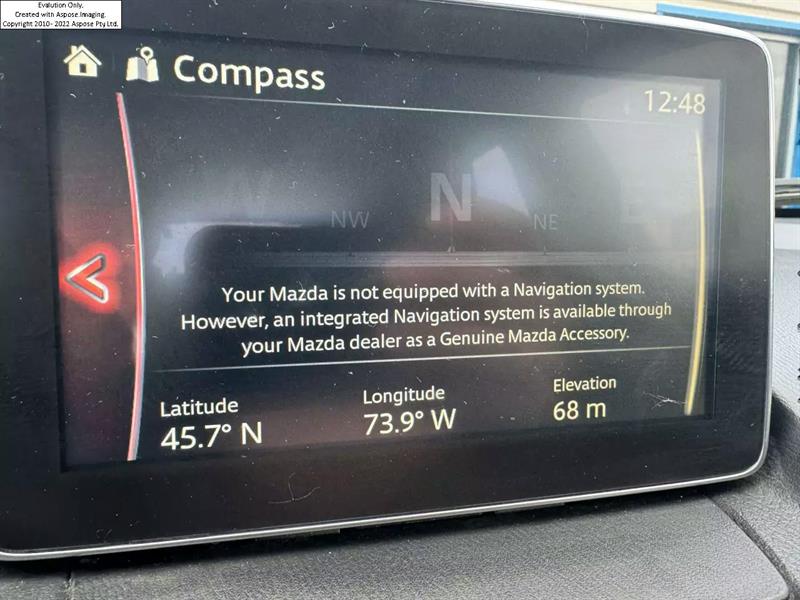 Evalution Only.
Created with Aspose.Imaging.
Copyright 2010- 2022 Aspose Pty Ltd.
Compass
12:48
NW N NE E
Your Mazda is not equipped with a Navigation system.
However, an integrated Navigation system is available through
your Mazda dealer as a Genuine Mazda Accessory.
Latitude Longitude Elevation
45.7° N 73.9° W 68 m